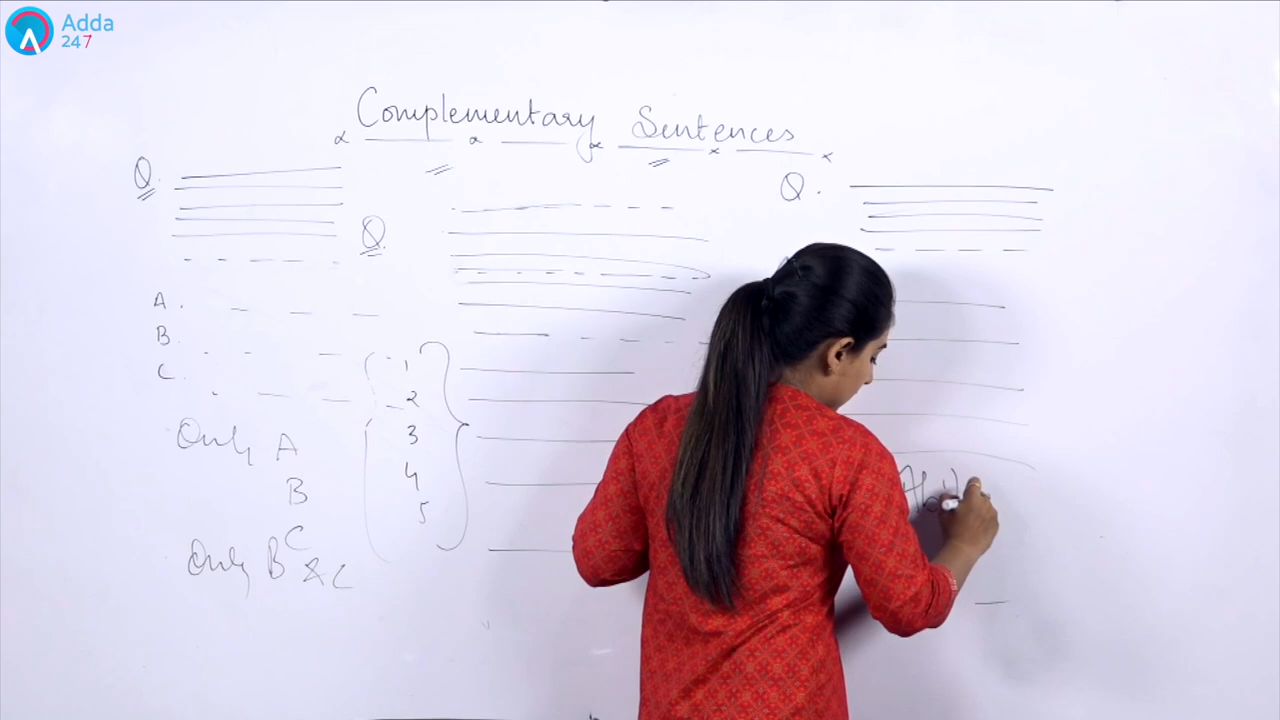 Adda
247
Complementary Sentences
Q.
Q
Q.
A.
B.
C.
1
2
3
4
5
Only A
B
C
Only B & C